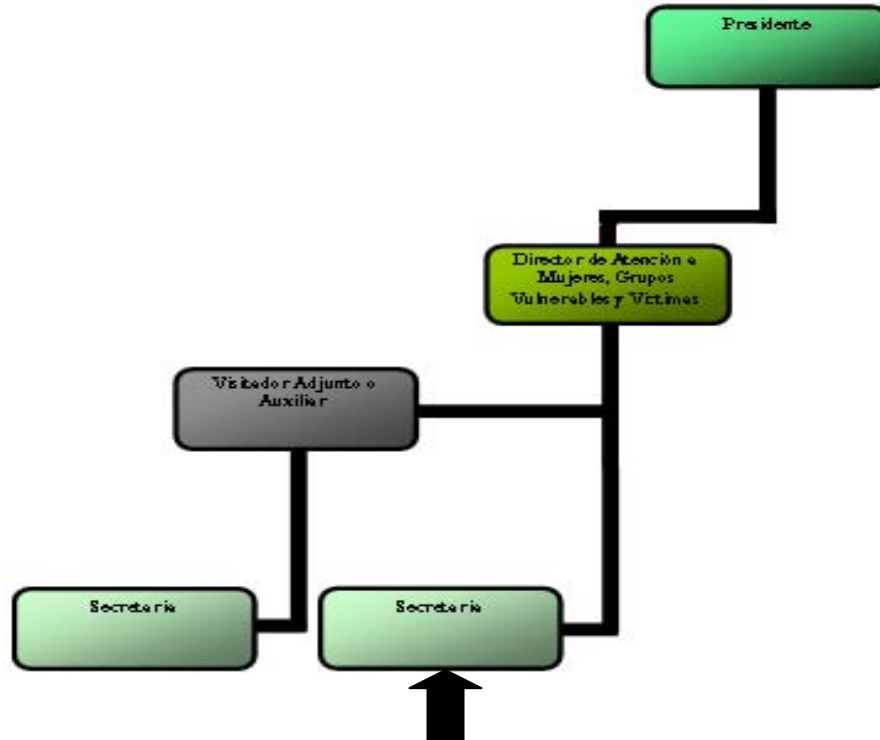 Presidente
Director de Atención a
Mujeres, Grupos
Vulnerables y Víctimas
Visitador Adjunto o
Auxiliar
Secretaria
Secretaria